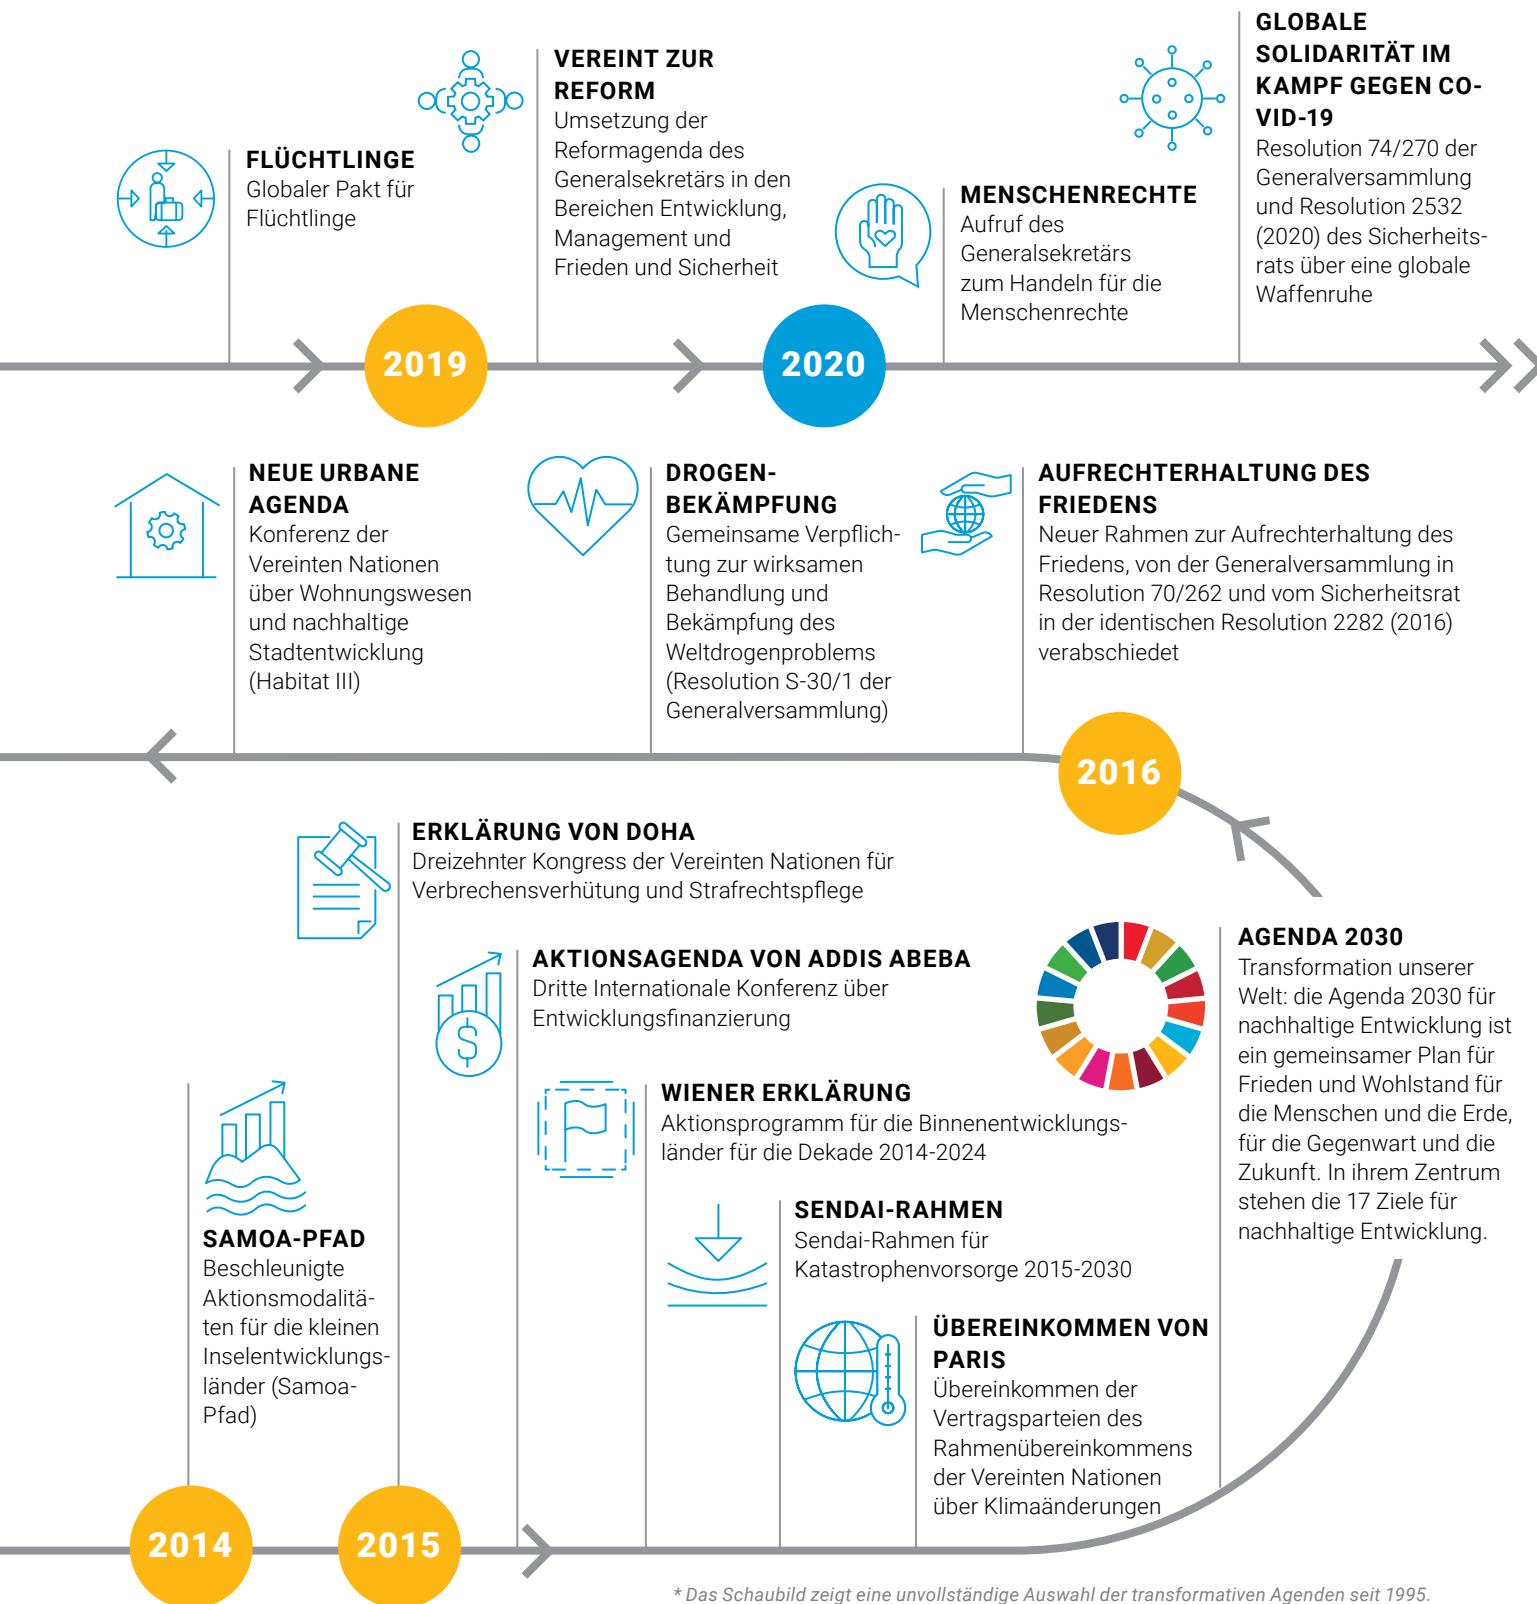 FLÜCHTLINGE
Globaler Pakt für
Flüchtlinge
VEREINT ZUR
REFORM
Umsetzung der
Reformagenda des
Generalsekretärs in den
Bereichen Entwicklung,
Management und
Frieden und Sicherheit
MENSCHENRECHTE
Aufruf des
Generalsekretärs
zum Handeln für die
Menschenrechte
GLOBALE
SOLIDARITÄT IM
KAMPF GEGEN CO-
VID-19
Resolution 74/270 der
Generalversammlung
und Resolution 2532
(2020) des Sicherheits-
rats über eine globale
Waffenruhe
2019
2020
NEUE URBANE
AGENDA
Konferenz der
Vereinten Nationen
über Wohnungswesen
und nachhaltige
Stadtentwicklung
(Habitat III)
DROGEN-
BEKÄMPFUNG
Gemeinsame Verpflich-
tung zur wirksamen
Behandlung und
Bekämpfung des
Weltdrogenproblems
(Resolution S-30/1 der
Generalversammlung)
AUFRECHTERHALTUNG DES
FRIEDENS
Neuer Rahmen zur Aufrechterhaltung des
Friedens, von der Generalversammlung in
Resolution 70/262 und vom Sicherheitsrat
in der identischen Resolution 2282 (2016)
verabschiedet
2016
ERKLÄRUNG VON DOHA
Dreizehnter Kongress der Vereinten Nationen für
Verbrechensverhütung und Strafrechtspflege
AKTIONSAGENDA VON ADDIS ABEBA
Dritte Internationale Konferenz über
Entwicklungsfinanzierung
$
WIENER ERKLÄRUNG
Aktionsprogramm für die Binnenentwicklungs-
länder für die Dekade 2014-2024
SENDAI-RAHMEN
Sendai-Rahmen für
Katastrophenvorsorge 2015-2030
ÜBEREINKOMMEN VON
PARIS
Übereinkommen der
Vertragsparteien des
Rahmenübereinkommens
der Vereinten Nationen
über Klimaänderungen
AGENDA 2030
Transformation unserer
Welt: die Agenda 2030 für
nachhaltige Entwicklung ist
ein gemeinsamer Plan für
Frieden und Wohlstand für
die Menschen und die Erde,
für die Gegenwart und die
Zukunft. In ihrem Zentrum
stehen die 17 Ziele für
nachhaltige Entwicklung.
SAMOA-PFAD
Beschleunigte
Aktionsmodalitä-
ten für die kleinen
Inselentwicklungs-
länder (Samoa-
Pfad)
2014
2015
* Das Schaubild zeigt eine unvollständige Auswahl der transformativen Agenden seit 1995.